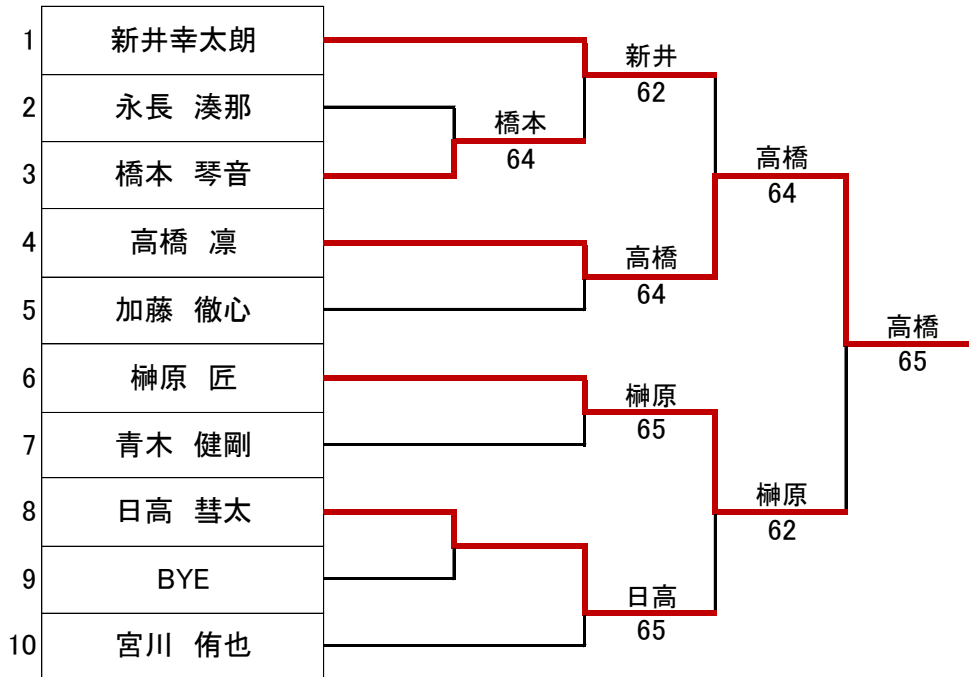 1 新井幸太朗
2 永長　湊那
3 橋本　琴音
4 高橋　凛
5 加藤　徹心
6 榊原　匠
7 青木　健剛
8 日高　彗太
9 BYE
10 宮川　侑也
橋本
64
新井
62
高橋
64
榊原
65
日高
65
高橋
64
榊原
62
高橋
65